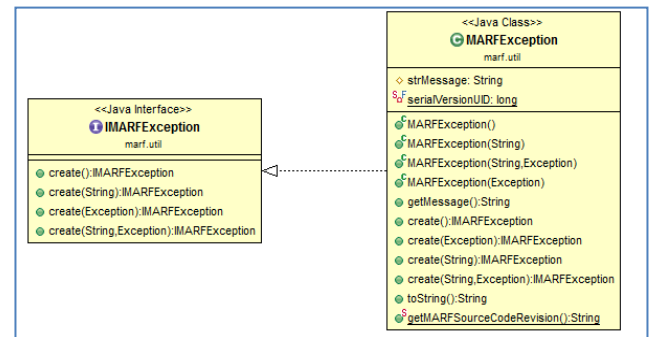 <<Java Interface>>
IMARFException
marf.util
create():IMARFException
create(String):IMARFException
create(Exception):IMARFException
create(String,Exception):IMARFException
<<Java Class>>
MARFException
marf.util
strMessage: String
serialVersionUID: long
MARFException()
MARFException(String)
MARFException(String,Exception)
MARFException(Exception)
getMessage():String
create():IMARFException
create(Exception):IMARFException
create(String):IMARFException
create(String,Exception):IMARFException
toString():String
getMARFSourceCodeRevision():String